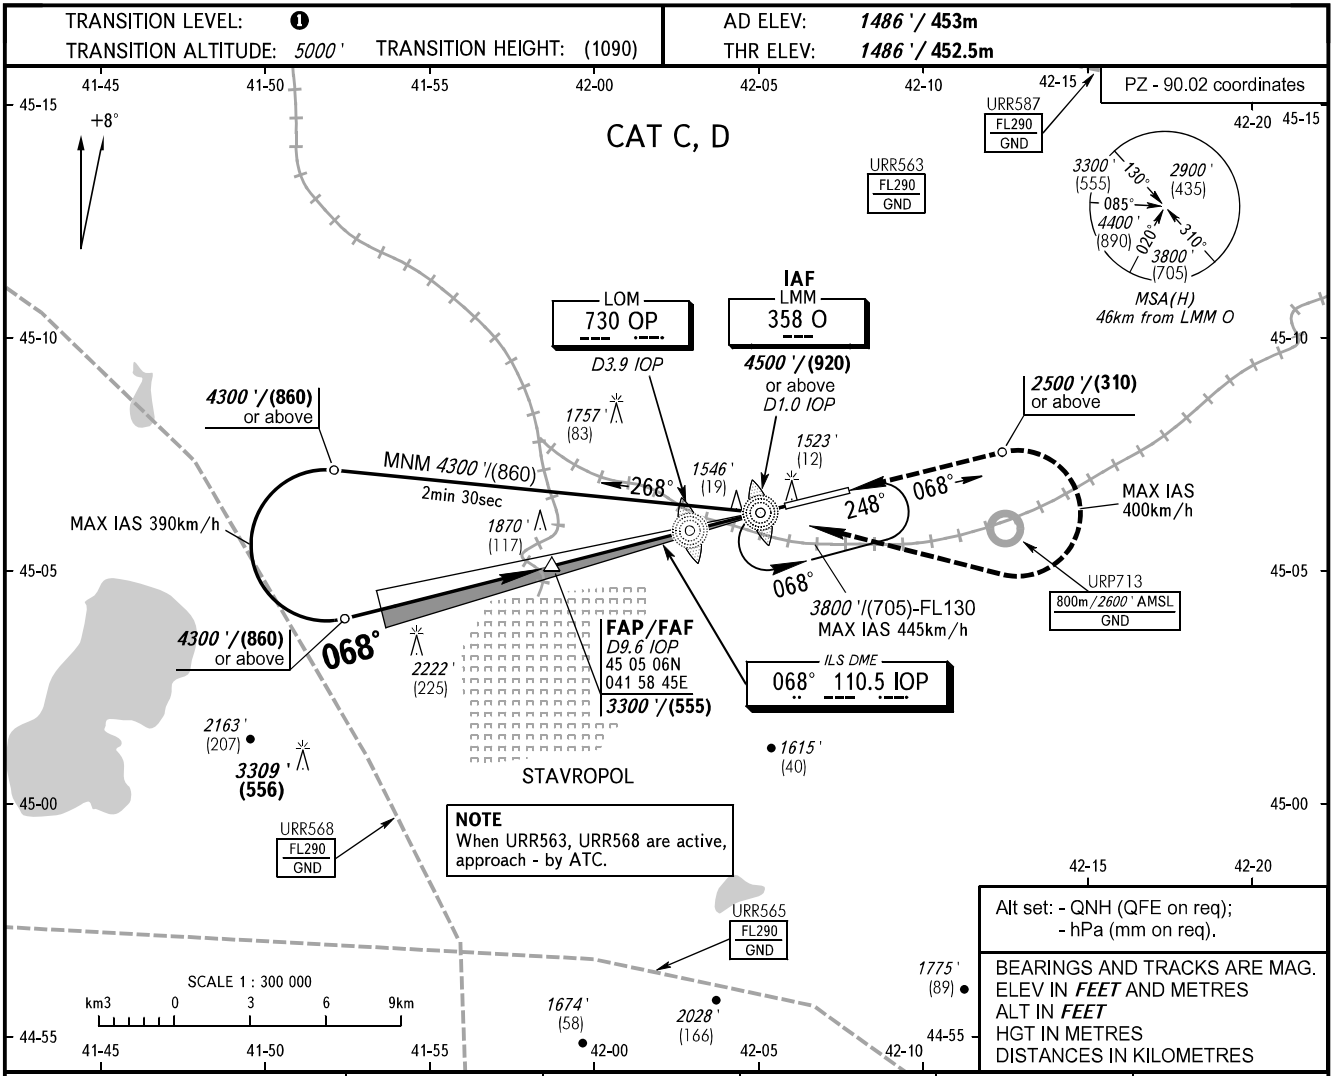 TRANSITION LEVEL: 1
TRANSITION ALTITUDE: 5000' TRANSITION HEIGHT: (1090)
AD ELEV: 1486'/453m
THR ELEV: 1486'/452.5m
41-45 41-50 41-55 42-00 42-05 42-10 42-15
PZ - 90.02 coordinates
42-20 45-15
45-15
+8°
CAT C, D
URR587
FL290
GND
URR563
FL290
GND
3300'
(555)
130°
2900'
(435)
085°
4400'
(890)
020°
310°
3800'
(705)
MSA(H)
46km from LMM O
IAF
LOM
730 OP
D3.9 IOP
LMM
358 O
4500'/(920)
or above
D1.0 IOP
45-10
45-10
4300'/(860)
or above
2500'/(310)
or above
1757'
(83)
1523'
(12)
1546'
(19)
MNM 4300'/(860)
2min 30sec
268°
068°
248°
MAX IAS
400km/h
MAX IAS 390km/h
1870'
(117)
068°
45-05
45-05
3800'/(705)-FL130
MAX IAS 445km/h
URP713
800m/2600' AMSL
GND
4300'/(860)
or above
068°
2222'
(225)
FAP/FAF
D9.6 IOP
45 05 06N
041 58 45E
3300'/(555)
ILS DME
068° 110.5 IOP
2163'
(207)
3309'
(556)
1615'
(40)
STAVROPOL
45-00
45-00
NOTE
When URR563, URR568 are active,
approach - by ATC.
URR568
FL290
GND
42-15 42-20
URR565
FL290
GND
Alt set: - QNH (QFE on req);
- hPa (mm on req).
SCALE 1 : 300 000
km3 0 3 6 9km
1674'
(58)
2028'
(166)
1775'
(89)
BEARINGS AND TRACKS ARE MAG.
ELEV IN FEET AND METRES
ALT IN FEET
HGT IN METRES
DISTANCES IN KILOMETRES
44-55
44-55
41-45 41-50 41-55 42-00 42-05 42-10